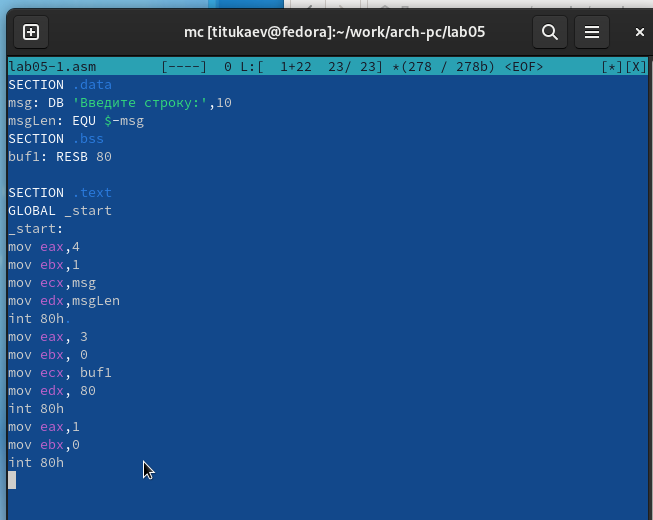 mc [titukaev@fedora]:~/work/arch-pc/lab05
lab05-1.asm [----] 0 L:[ 1+22 23/ 23] *(278 / 278b) <EOF> [*][X]
SECTION .data
msg: DB 'Введите строку:',10
msgLen: EQU $-msg
SECTION .bss
buf1: RESB 80

SECTION .text
GLOBAL _start
_start:
mov eax,4
mov ebx,1
mov ecx,msg
mov edx,msgLen
int 80h.
mov eax, 3
mov ebx, 0
mov ecx, buf1
mov edx, 80
int 80h
mov eax,1
mov ebx,0
int 80h